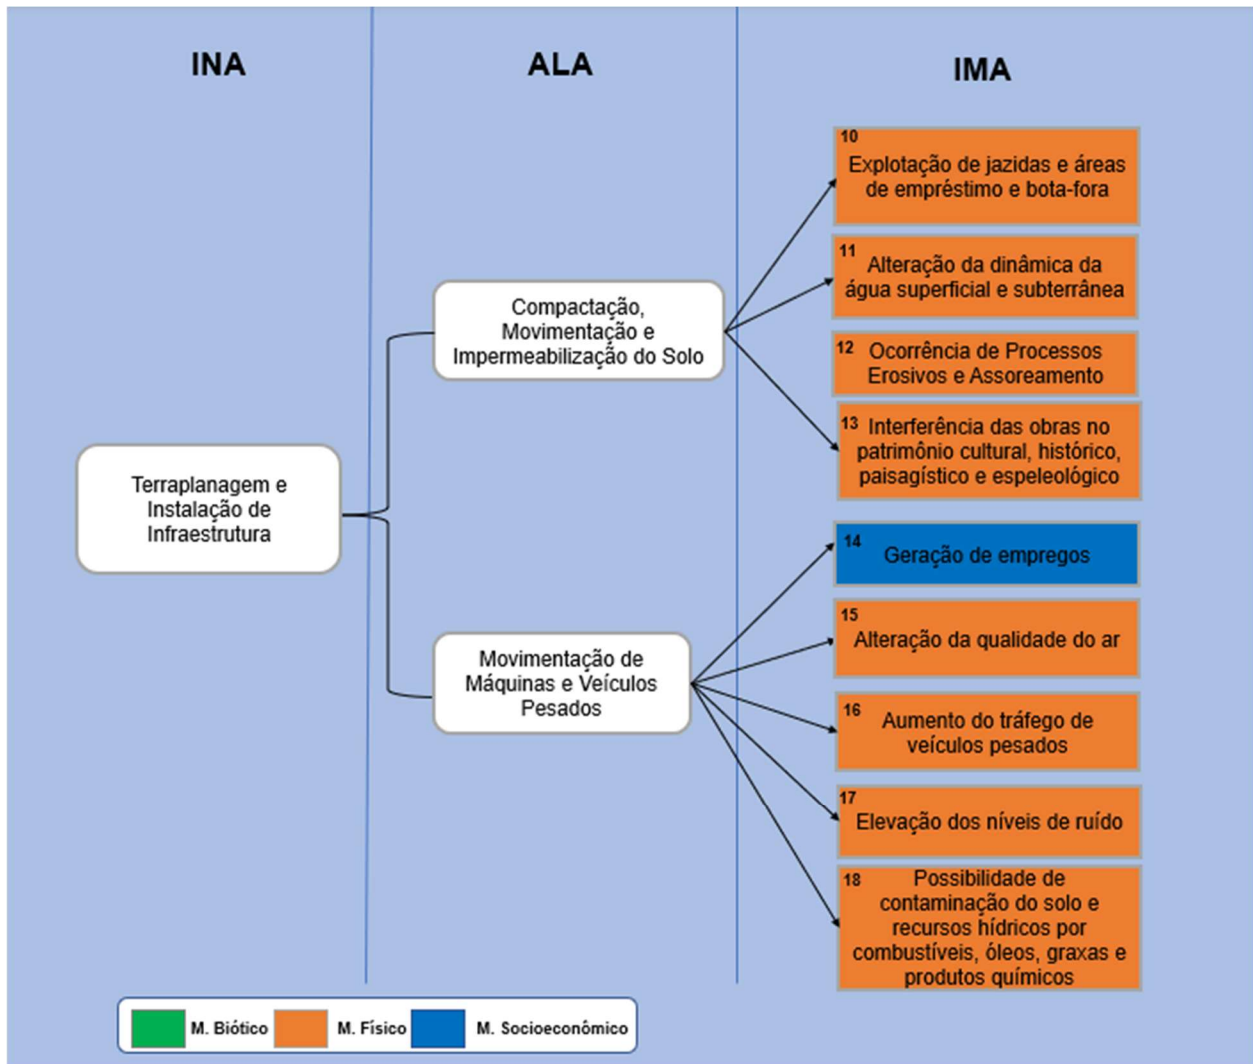 INA
ALA
IMA
Terraplanagem e
Instalação de
Infraestrutura
Compactação,
Movimentação e
Impermeabilização do Solo
Movimentação de
Máquinas e Veículos
Pesados
10
Explotação de jazidas e áreas
de empréstimo e bota-fora
11
Alteração da dinâmica da
água superficial e subterrânea
12 Ocorrência de Processos
Erosivos e Assoreamento
13 Interferência das obras no
patrimônio cultural, histórico,
paisagístico e espeleológico
14
Geração de empregos
15
Alteração da qualidade do ar
16 Aumento do tráfego de
veículos pesados
17
Elevação dos níveis de ruído
18 Possibilidade de
contaminação do solo e
recursos hídricos por
combustíveis, óleos, graxas e
produtos químicos
M. Biótico
M. Físico
M. Socioeconômico